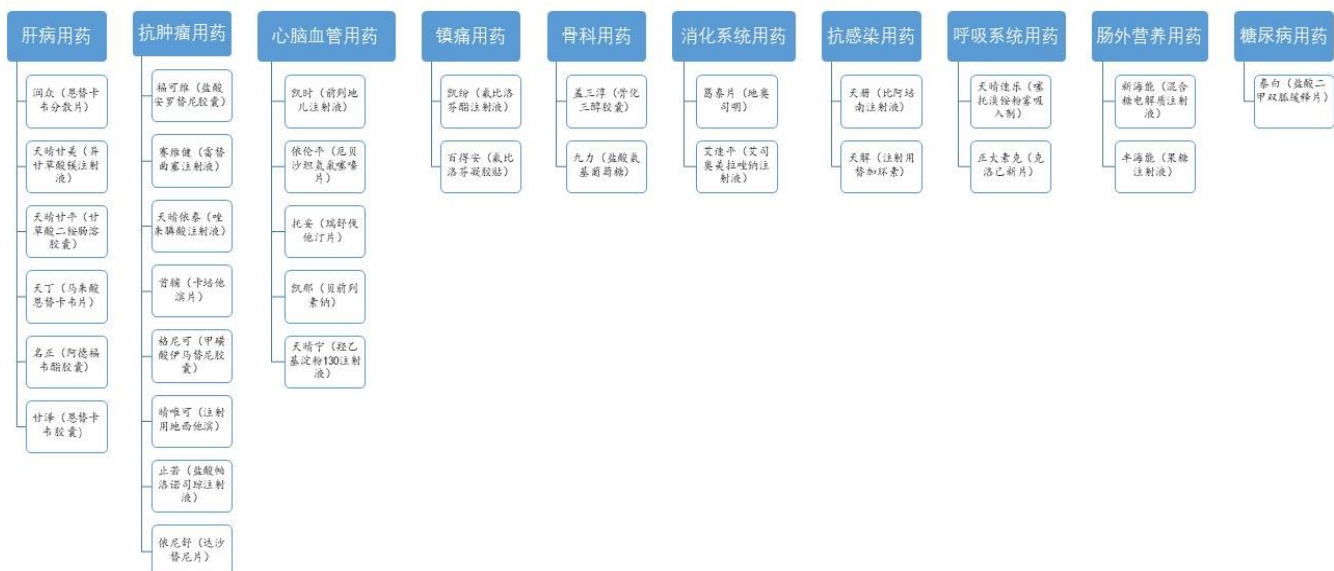 肝病用药
润众（恩替卡
韦分散片）
天晴甘美（异
甘草酸镁注射
液）
天晴甘平（甘
草酸二铵肠溶
胶囊）
天丁（马来酸
恩替卡韦片）
名正（阿德福
韦酯胶囊）
甘泽（恩替卡
韦胶囊）
抗肿瘤用药
福可维（盐酸
安罗替尼胶囊）
赛维健（雷替
曲塞注射液）
天晴依泰（唑
来膦酸注射液）
首辅（卡培他
滨片）
格尼可（甲磺
酸伊马替尼胶
囊）
晴唯可（注射
用地西他滨）
止若（盐酸帕
洛诺司琼注射
液）
依尼舒（达沙
替尼片）
心脑血管用药
凯时（前列地
儿注射液）
依伦平（厄贝
沙坦氢氯噻嗪
片）
托妥（瑞舒伐
他汀片）
凯那（贝前列
素钠）
天晴宁（羟乙
基淀粉130注射
液）
镇痛用药
凯纷（氟比洛
芬酯注射液）
百得安（氟比
洛芬凝胶贴）
骨科用药
盖三淳（骨化
三醇胶囊）
九力（盐酸氨
基葡萄糖）
消化系统用药
葛泰片（地奥
司明）
艾速平（艾司
奥美拉唑钠注
射液）
抗感染用药
天册（比阿培
南注射液）
天解（注射用
替加环素）
呼吸系统用药
天晴速乐（噻
托溴铵粉雾吸
入剂）
正大素克（克
洛己新片）
肠外营养用药
新海能（混合
糖电解质注射
液）
丰海能（果糖
注射液）
糖尿病用药
泰白（盐酸二
甲双胍缓释片）